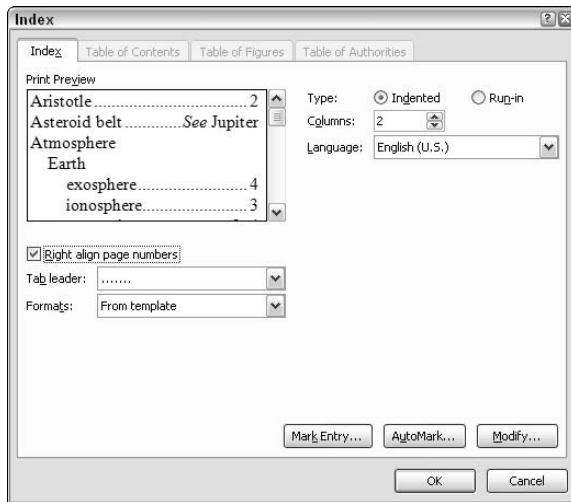 Index
Index Table of Contents Table of Figures Table of Authorities
Print Preview
Aristotle.............................2
Asteroid belt.............See Jupiter
Atmosphere
Earth
exosphere.......................4
ionosphere......................3
Type: Indented Run-in
Columns: 2
Language: English (U.S.)
Right align page numbers
Tab leader: .......
Formats: From template
Mark Entry... AutoMark... Modify...
OK Cancel